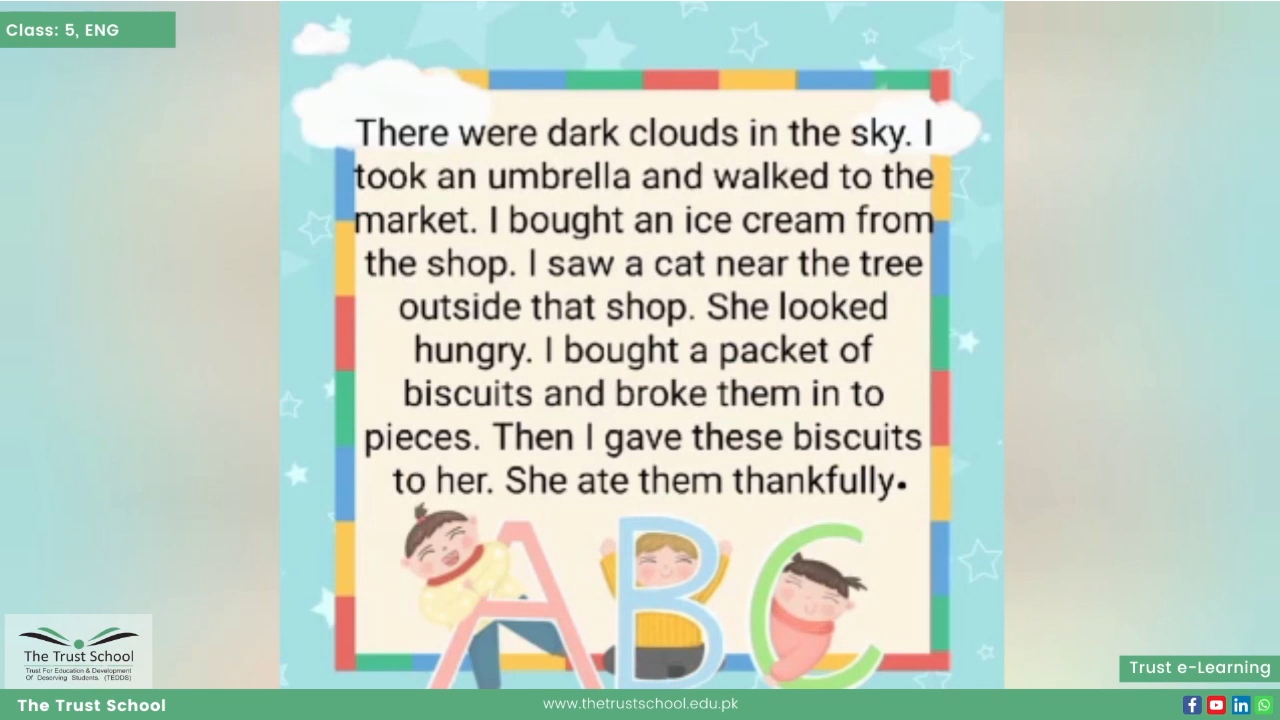 Class: 5, ENG
There were dark clouds in the sky. I
took an umbrella and walked to the
market. I bought an ice cream from
the shop. I saw a cat near the tree
outside that shop. She looked
hungry. I bought a packet of
biscuits and broke them in to
pieces. Then I gave these biscuits
to her. She ate them thankfully.
A B C
The Trust School
Trust For Education & Development
Of Deserving Students. (TEDDS)
Trust e-Learning
The Trust School
www.thetrustschool.edu.pk